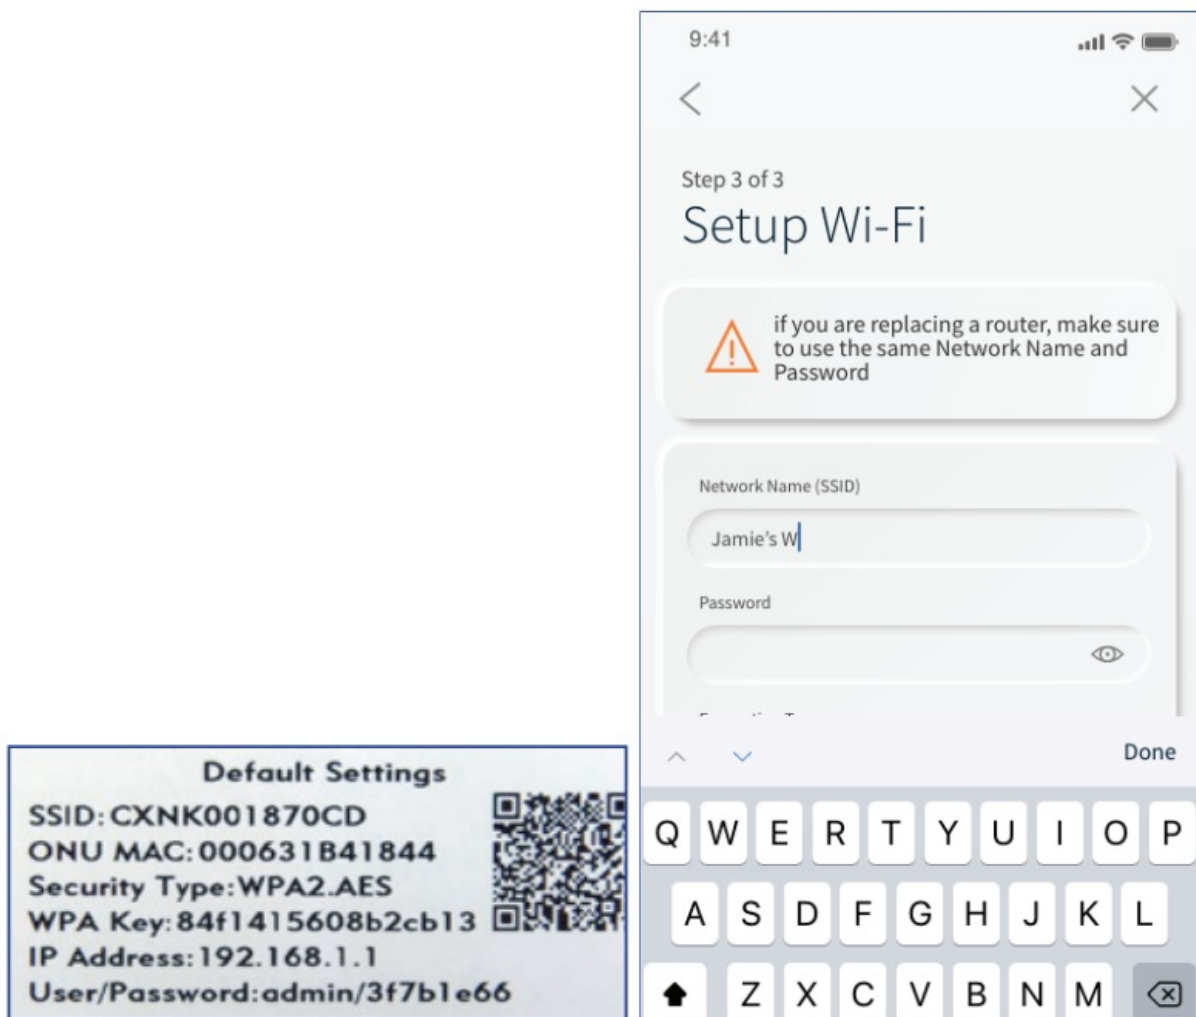 9:41
Step 3 of 3
Setup Wi-Fi
if you are replacing a router, make sure
to use the same Network Name and
Password
Network Name (SSID)
Jamie's W
Password
Done
Q W E R T Y U I O P
A S D F G H J K L
Z X C V B N M
Default Settings
SSID:CXNK001870CD
ONU MAC:000631B41844
Security Type:WPA2.AES
WPA Key:84f1415608b2cb13
IP Address:192.168.1.1
User/Password:admin/3f7b1e66